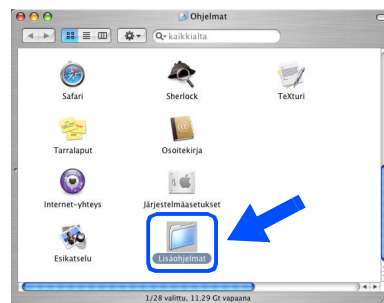 Ohjelmat
kaikkialta
Safari
Sherlock
TeXturi
Tarralaput
Osoitekirja
Internet-yhteys
Järjestelmäasetukset
Esikatselu
Lisäohjelmat
1/28 valittu, 11.29 Gt vapaana